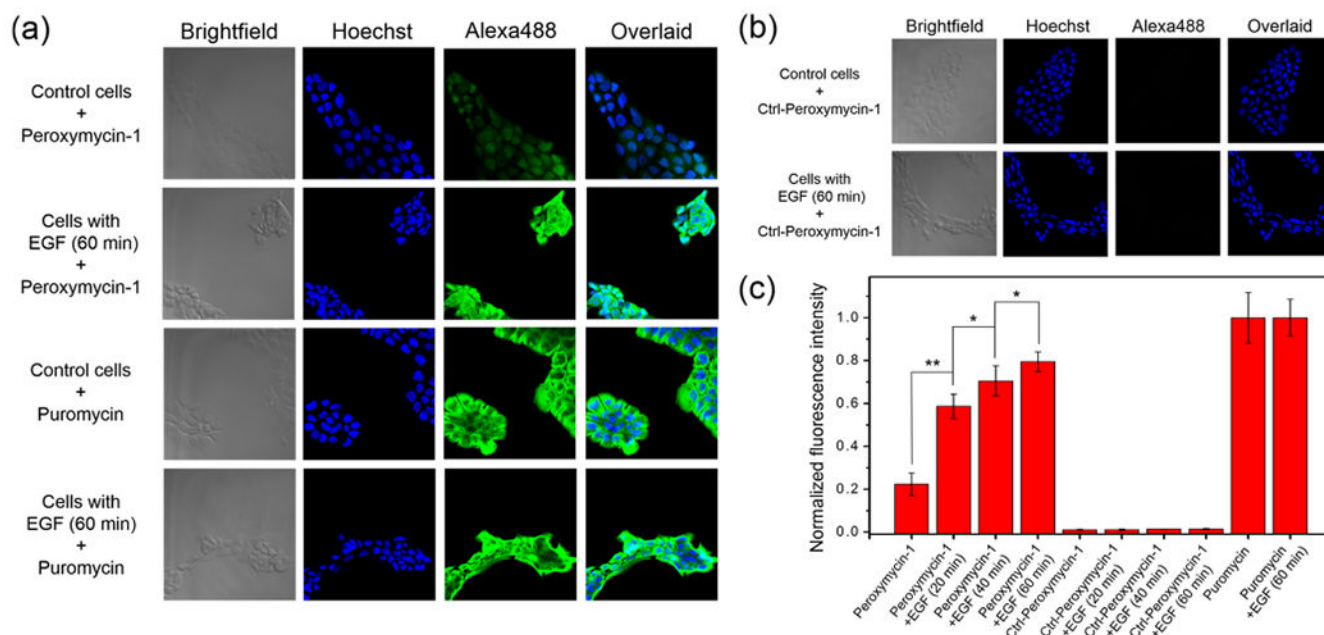 (a)
Brightfield
Hoechst
Alexa488
Overlaid
Control cells
+
Peroxymycin-1
Cells with
EGF (60 min)
+
Peroxymycin-1
Control cells
+
Puromycin
Cells with
EGF (60 min)
+
Puromycin
(b)
Brightfield
Hoechst
Alexa488
Overlaid
Control cells
+
Ctrl-Peroxymycin-1
Cells with
EGF (60 min)
+
Ctrl-Peroxymycin-1
(c)
Normalized fluorescence intensity
1.0
0.8
0.6
0.4
0.2
0.0
**
*
*
Peroxymycin-1
Peroxymycin-1
+EGF (20 min)
Peroxymycin-1
+EGF (40 min)
Peroxymycin-1
+EGF (60 min)
Ctrl-Peroxymycin-1
Ctrl-Peroxymycin-1
+ EGF (20 min)
Ctrl-Peroxymycin-1
+ EGF (40 min)
Ctrl-Peroxymycin-1
+ EGF (60 min)
Puromycin
Puromycin
+EGF (60 min)